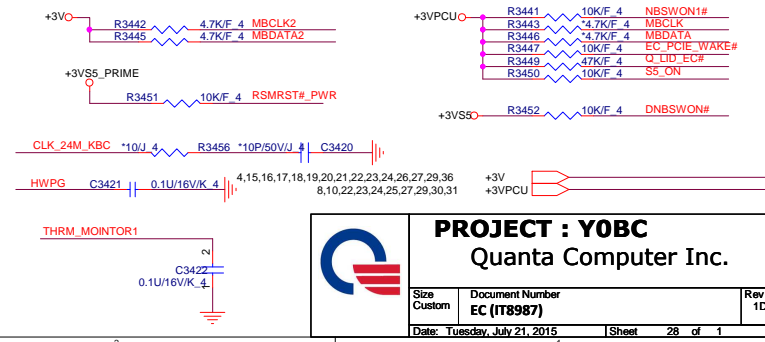 +3V
R3442 4.7K/F_4 MBCLK2
R3445 4.7K/F_4 MBDATA2
+3VS5_PRIME
R3451 10K/F_4 RSMRST#_PWR
+3VPCU
R3441 10K/F_4 NBSWON1#
R3443 *4.7K/F_4 MBCLK
R3446 *4.7K/F_4 MBDATA
R3447 10K/F_4 EC_PCIE_WAKE#
R3449 47K/F_4 Q_LID_EC#
R3450 10K/F_4 S5_ON
+3VS5 R3452 10K/F_4 DNBSWON#
CLK_24M_KBC *10/J_4 R3456 *10P/50V/J_4 C3420
HWPG C3421 0.1U/16V/K_4
4,15,16,17,18,19,20,21,22,23,24,26,27,29,36 +3V
8,10,22,23,24,25,27,29,30,31 +3VPCU
THRM_MOINTOR1
2
C3422
0.1U/16V/K_4
1
PROJECT : Y0BC
Quanta Computer Inc.
Size Document Number Rev
Custom EC (IT8987) 1D
Date: Tuesday, July 21, 2015 Sheet 28 of 1